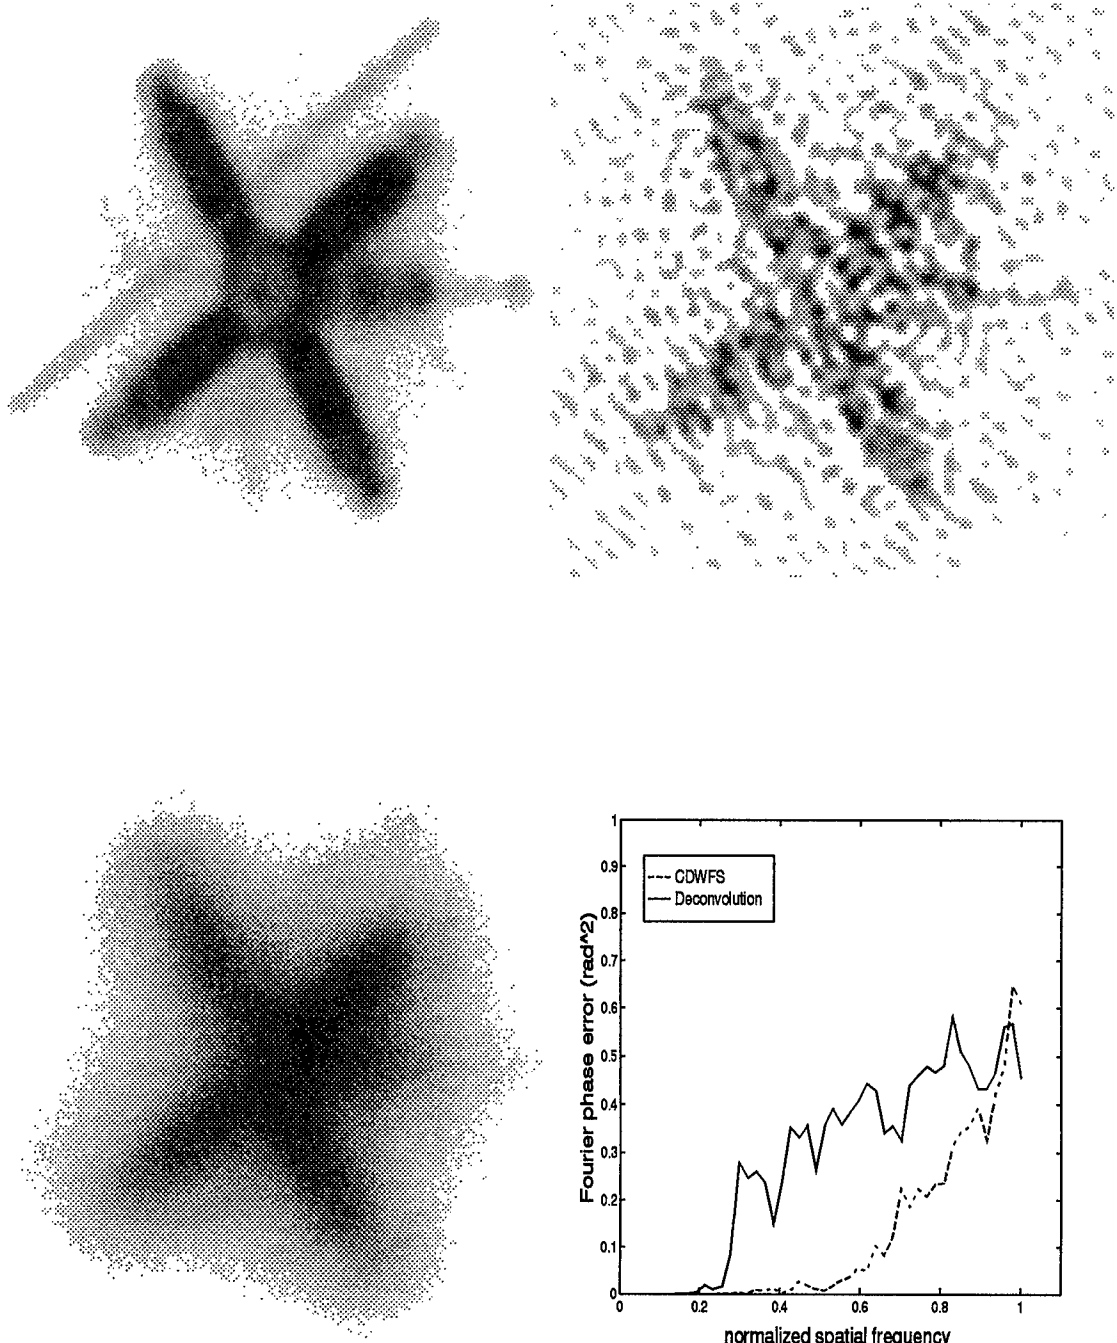 1
0.9
CDWFS
Deconvolution
0.8
0.7
0.6
0.5
0.4
0.3
0.2
0.1
0
Fourier phase error (rad^2)
0 0.2 0.4 0.6 0.8 1
normalized spatial frequency